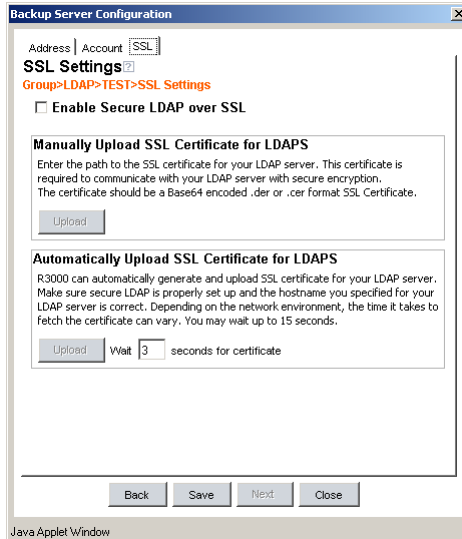 Backup Server Configuration
Address Account SSL
SSL Settings?
Group>LDAP>TEST>SSL Settings
Enable Secure LDAP over SSL
Manually Upload SSL Certificate for LDAPS
Enter the path to the SSL certificate for your LDAP server. This certificate is
required to communicate with your LDAP server with secure encryption.
The certificate should be a Base64 encoded .der or .cer format SSL Certificate.
Upload
Automatically Upload SSL Certificate for LDAPS
R3000 can automatically generate and upload SSL certificate for your LDAP server.
Make sure secure LDAP is properly set up and the hostname you specified for your
LDAP server is correct. Depending on the network environment, the time it takes to
fetch the certificate can vary. You may wait up to 15 seconds.
Upload Wait 3 seconds for certificate
Back Save Next Close
Java Applet Window